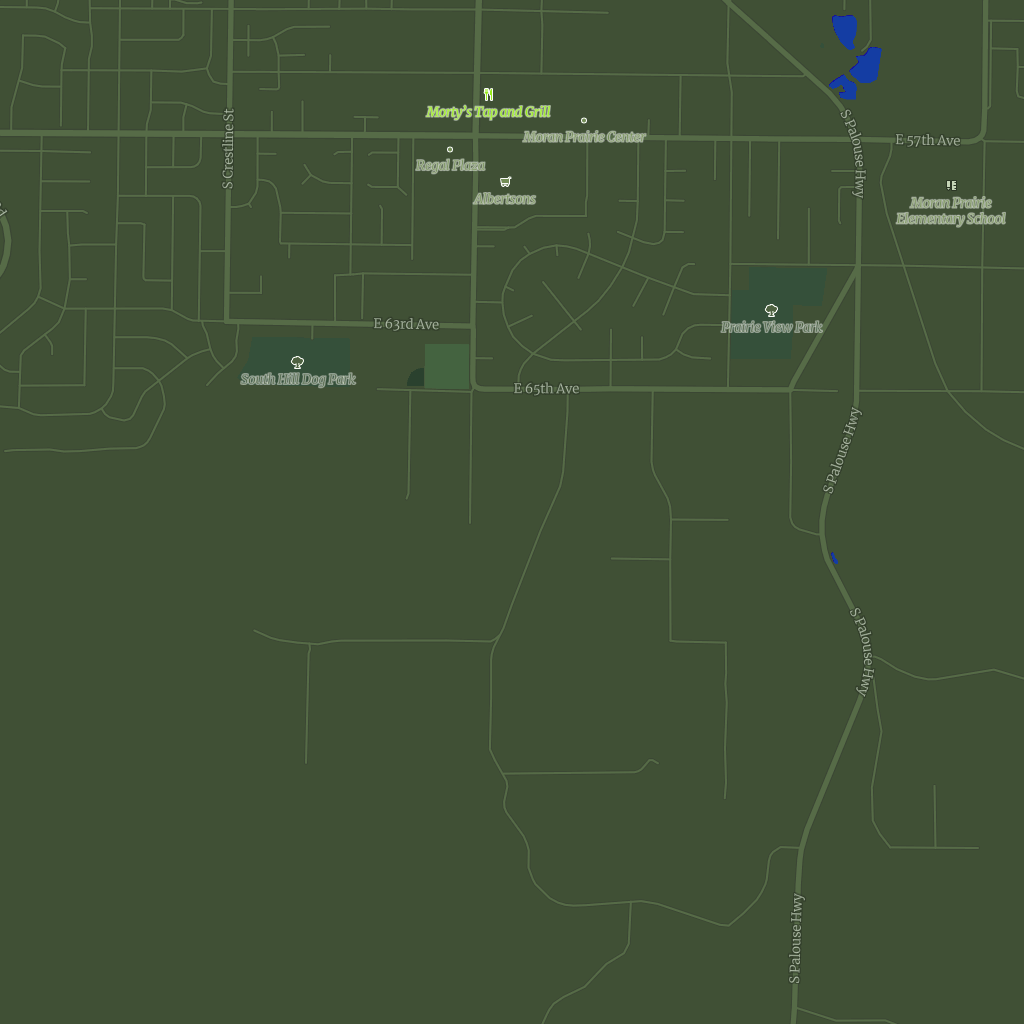 Morty's Tap and Grill
Moran Prairie Center
S Palouse Hwy
E 57th Ave
S Crestline St
Regal Plaza
Albertsons
Moran Prairie
Elementary School
E 63rd Ave
Prairie View Park
South Hill Dog Park
E 65th Ave
S Palouse Hwy
S Palouse Hwy
S Palouse Hwy